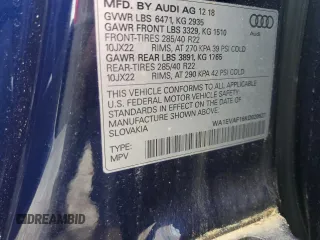 MFD. BY AUDI AG 12 18
GVWR LBS 6471, KG 2935
GAWR FRONT LBS 3329, KG 1510
FRONT-TIRES 285/40 R22
10JX22 RIMS, AT 270 KPA 39 PSI COLD
GAWR REAR LBS 3891, KG 1765
REAR-TIRES 285/40 R22
10JX22 RIMS, AT 290 KPA 42 PSI COLD
Audi
THIS VEHICLE CONFORMS TO ALL APPLICABLE
U.S. FEDERAL MOTOR VEHICLE SAFETY
STANDARDS IN EFFECT ON THE DATE OF
MANUFACTURE SHOWN ABOVE.
SLOVAKIA
TYPE:
MPV
DREAMBID